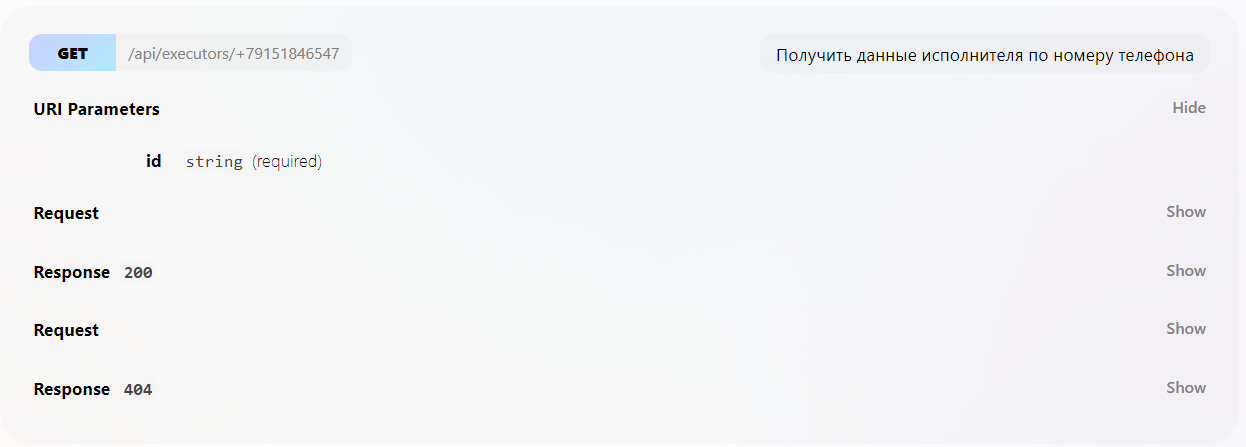 GET /api/executors/+79151846547 Получить данные исполнителя по номеру телефона
URI Parameters Hide
id string (required)
Request Show
Response 200 Show
Request Show
Response 404 Show